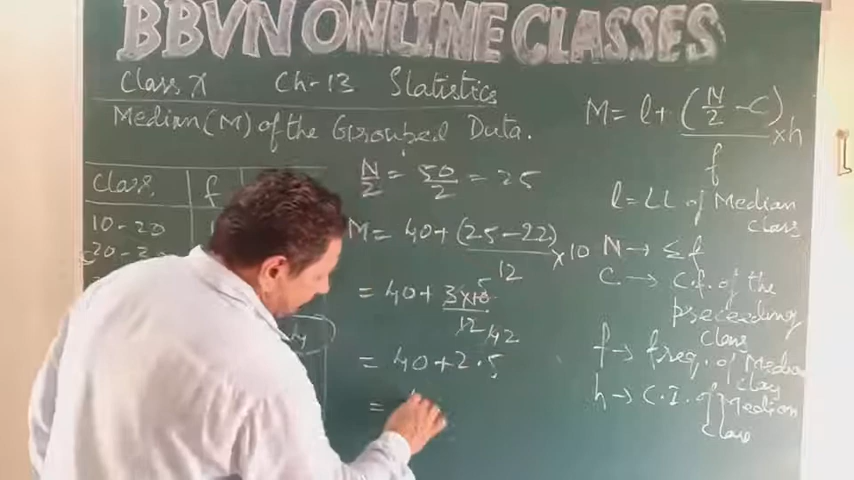 BBVN ONLINE CLASSES
Class X Ch-13 Statistics
Median (M) of the Grouped Data.
Class f
10-20
20-
N/2 = 50/2 = 25
M = 40 + (25-22)/12 × 10
= 40 + 3×10/12
= 40 + 2.5
=
M = l + (N/2 - C)/f × h
l = LL of Median Class
N → ≤f
C → C.f. of the preceeding Class
f → freq. of Median Class
h → C.I. of Median Class